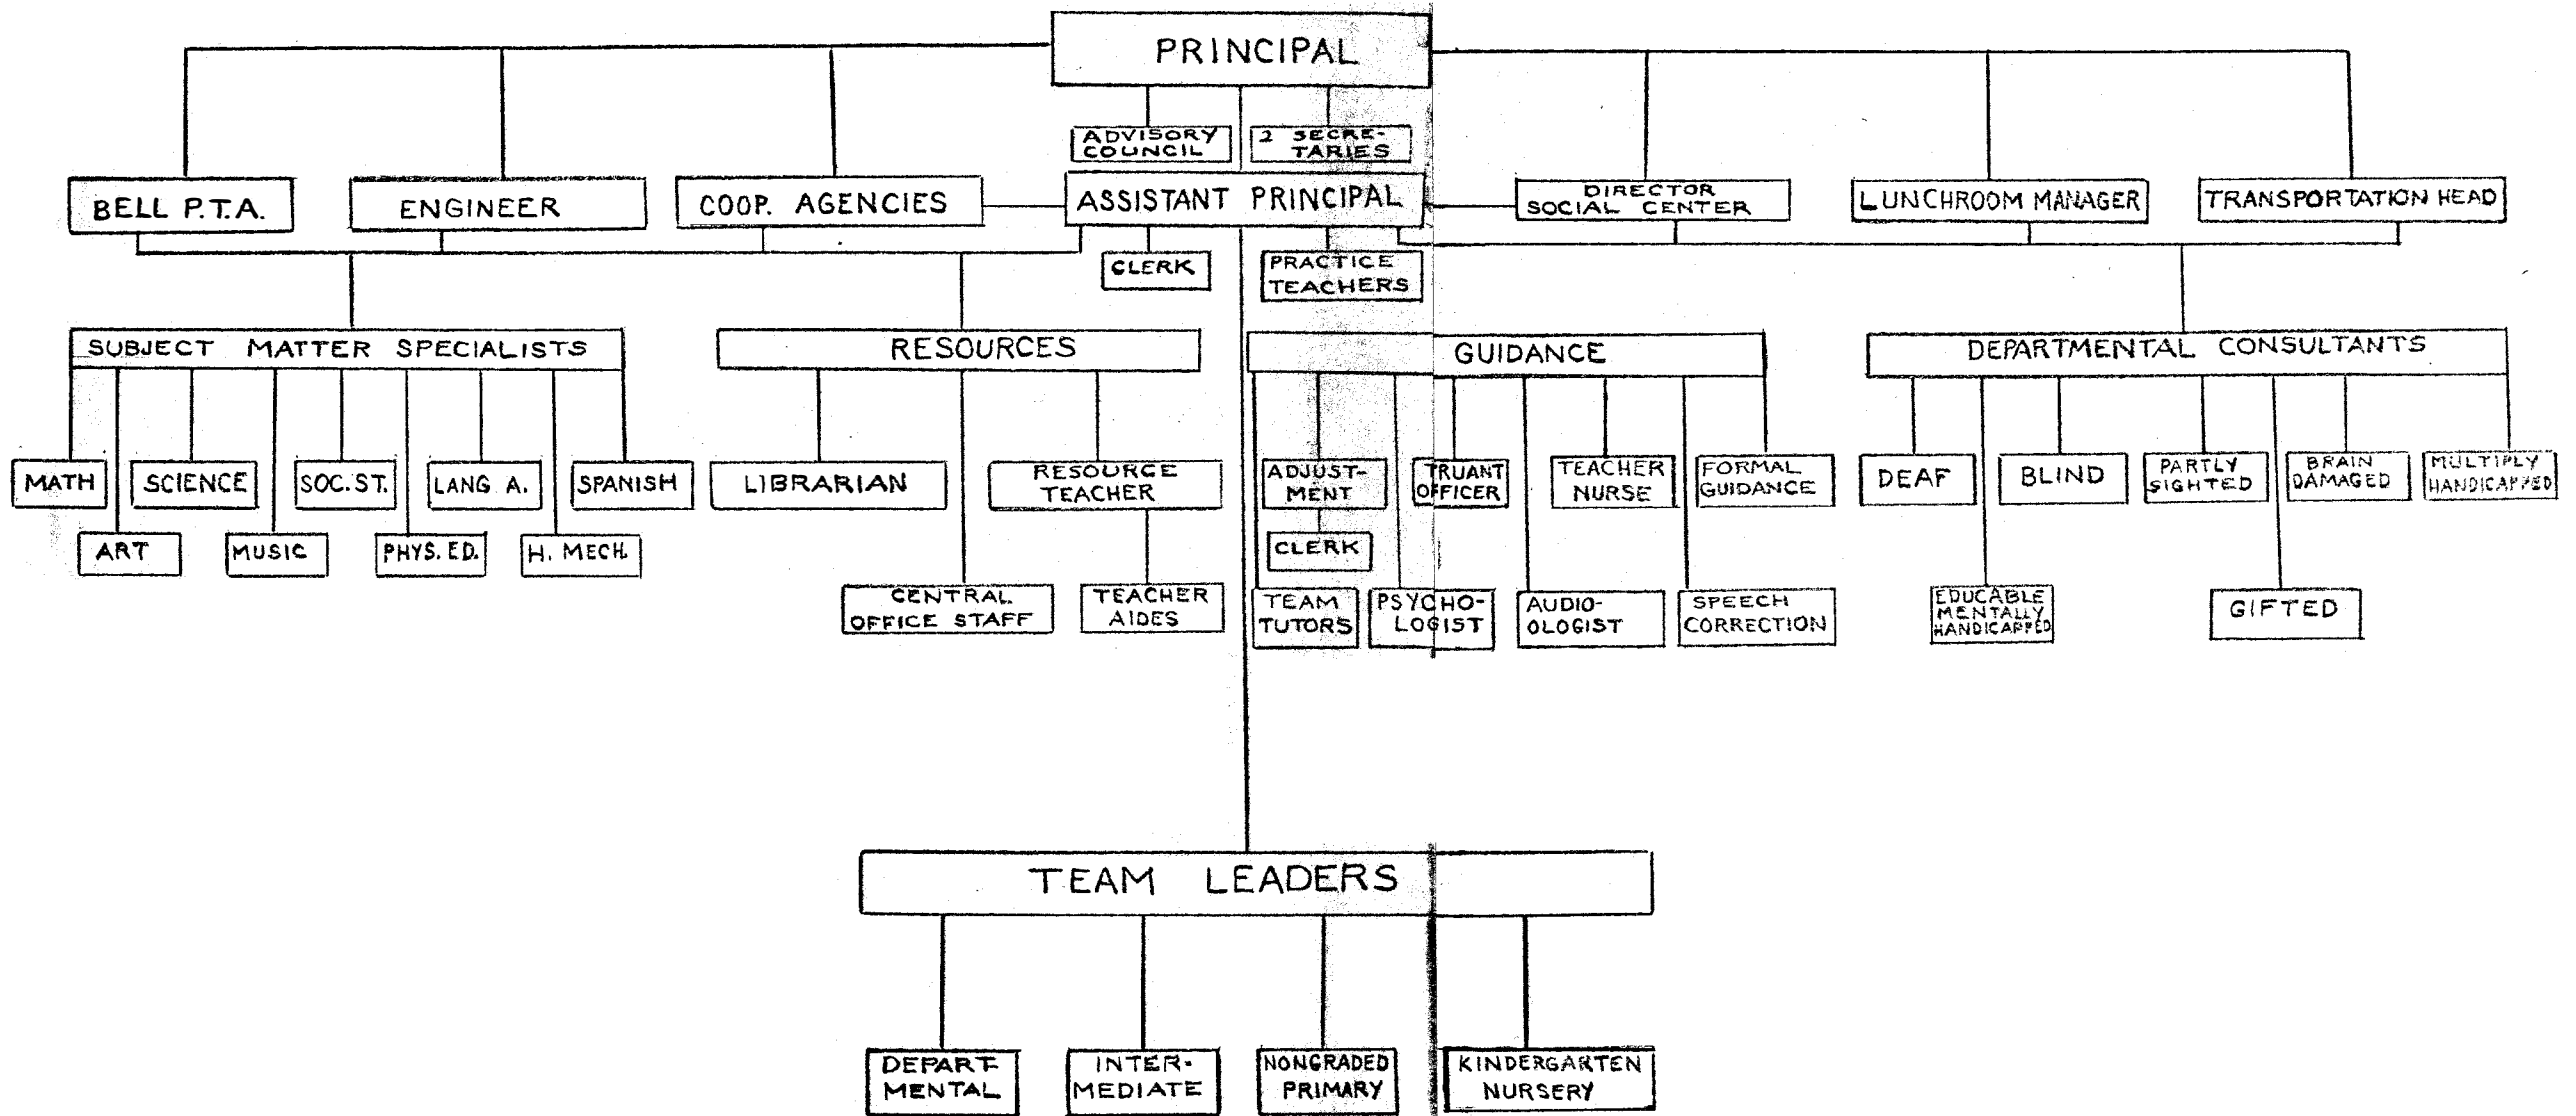 PRINCIPAL
ADVISORY
COUNCIL
2 SECRE-
TARIES
BELL P.T.A.
ENGINEER
COOP. AGENCIES
ASSISTANT PRINCIPAL
DIRECTOR
SOCIAL CENTER
LUNCHROOM MANAGER
TRANSPORTATION HEAD
CLERK
PRACTICE
TEACHERS
SUBJECT MATTER SPECIALISTS
RESOURCES
GUIDANCE
DEPARTMENTAL CONSULTANTS
MATH
SCIENCE
SOC. ST.
LANG A.
SPANISH
LIBRARIAN
RESOURCE
TEACHER
ADJUST-
MENT
TRUANT
OFFICER
TEACHER
NURSE
FORMAL
GUIDANCE
DEAF
BLIND
PARTLY
SIGHTED
BRAIN
DAMAGED
MULTIPLY
HANDICAPPED
ART
MUSIC
PHYS. ED.
H. MECH.
CLERK
CENTRAL
OFFICE STAFF
TEACHER
AIDES
TEAM
TUTORS
PSYCHO-
LOGIST
AUDIO-
OLOGIST
SPEECH
CORRECTION
EDUCABLE
MENTALLY
HANDICAPPED
GIFTED
TEAM LEADERS
DEPART-
MENTAL
INTER-
MEDIATE
NONGRADED
PRIMARY
KINDERGARTEN
NURSERY